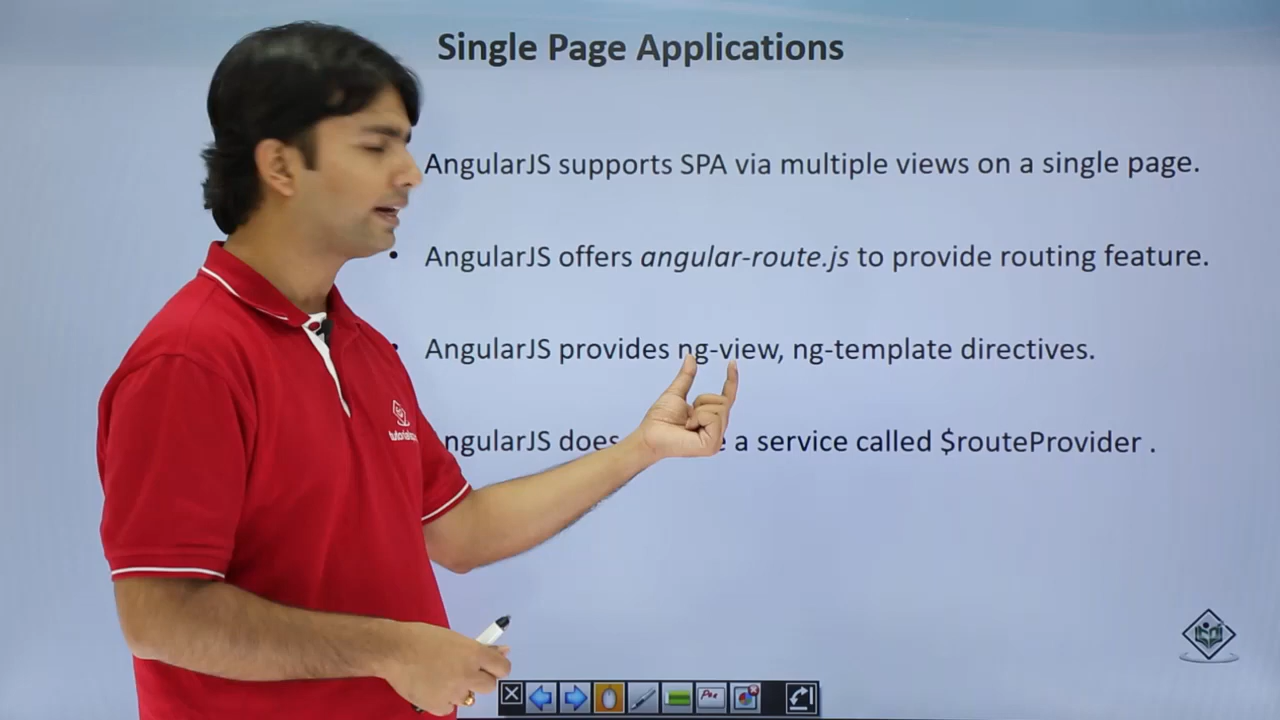 Single Page Applications
AngularJS supports SPA via multiple views on a single page.
• AngularJS offers angular-route.js to provide routing feature.
AngularJS provides ng-view, ng-template directives.
ngularJS does a service called $routeProvider .